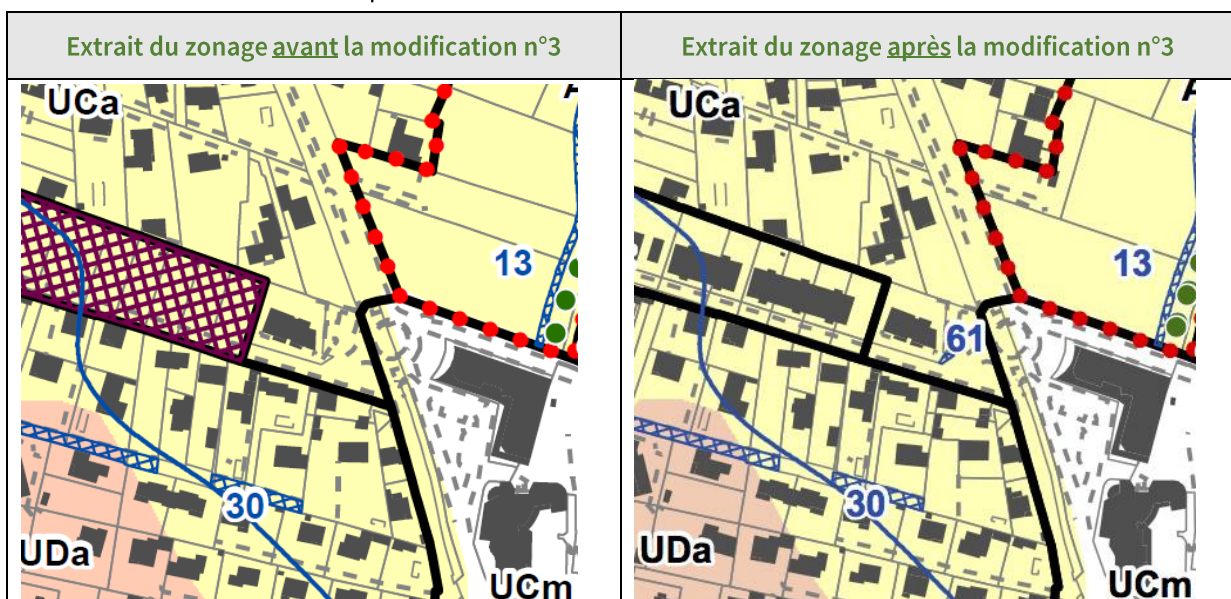 Extrait du zonage avant la modification n°3
Extrait du zonage après la modification n°3
UCa
13
30
UDa
UCm
UCa
13
61
30
UDa
UCm